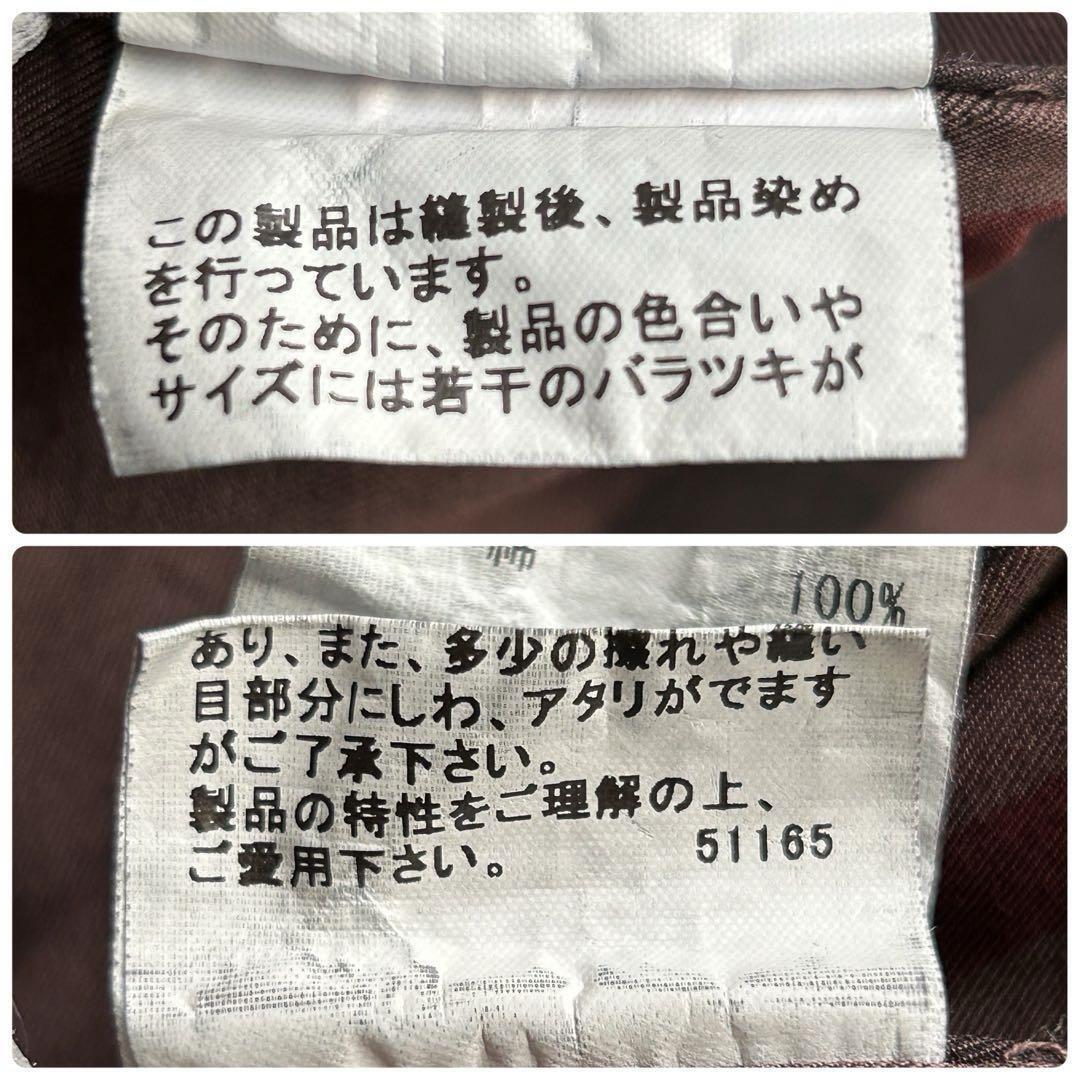 この製品は縫製後、製品染め
を行っています。
そのために、製品の色合いや
サイズには若干のバラツキが
綿
100%
あり、また、多少の擦れや縫い
目部分にしわ、アタリがでます
がご了承下さい。
製品の特性をご理解の上、
ご愛用下さい。
51165